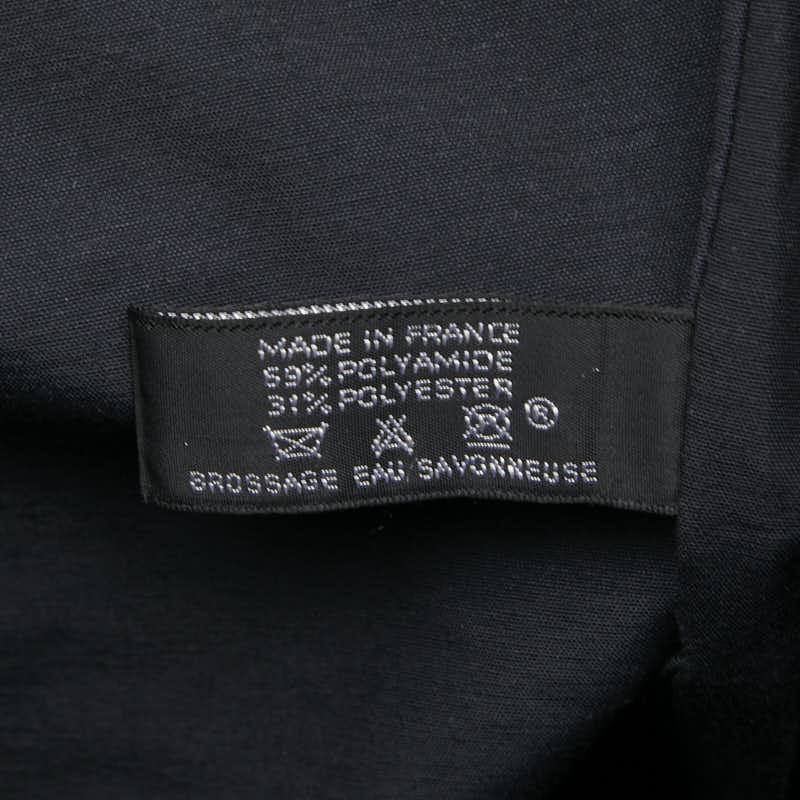 MADE IN FRANCE
69% POLYAMIDE
31% POLYESTER
®
BROSSAGE EAU SAVONNEUSE